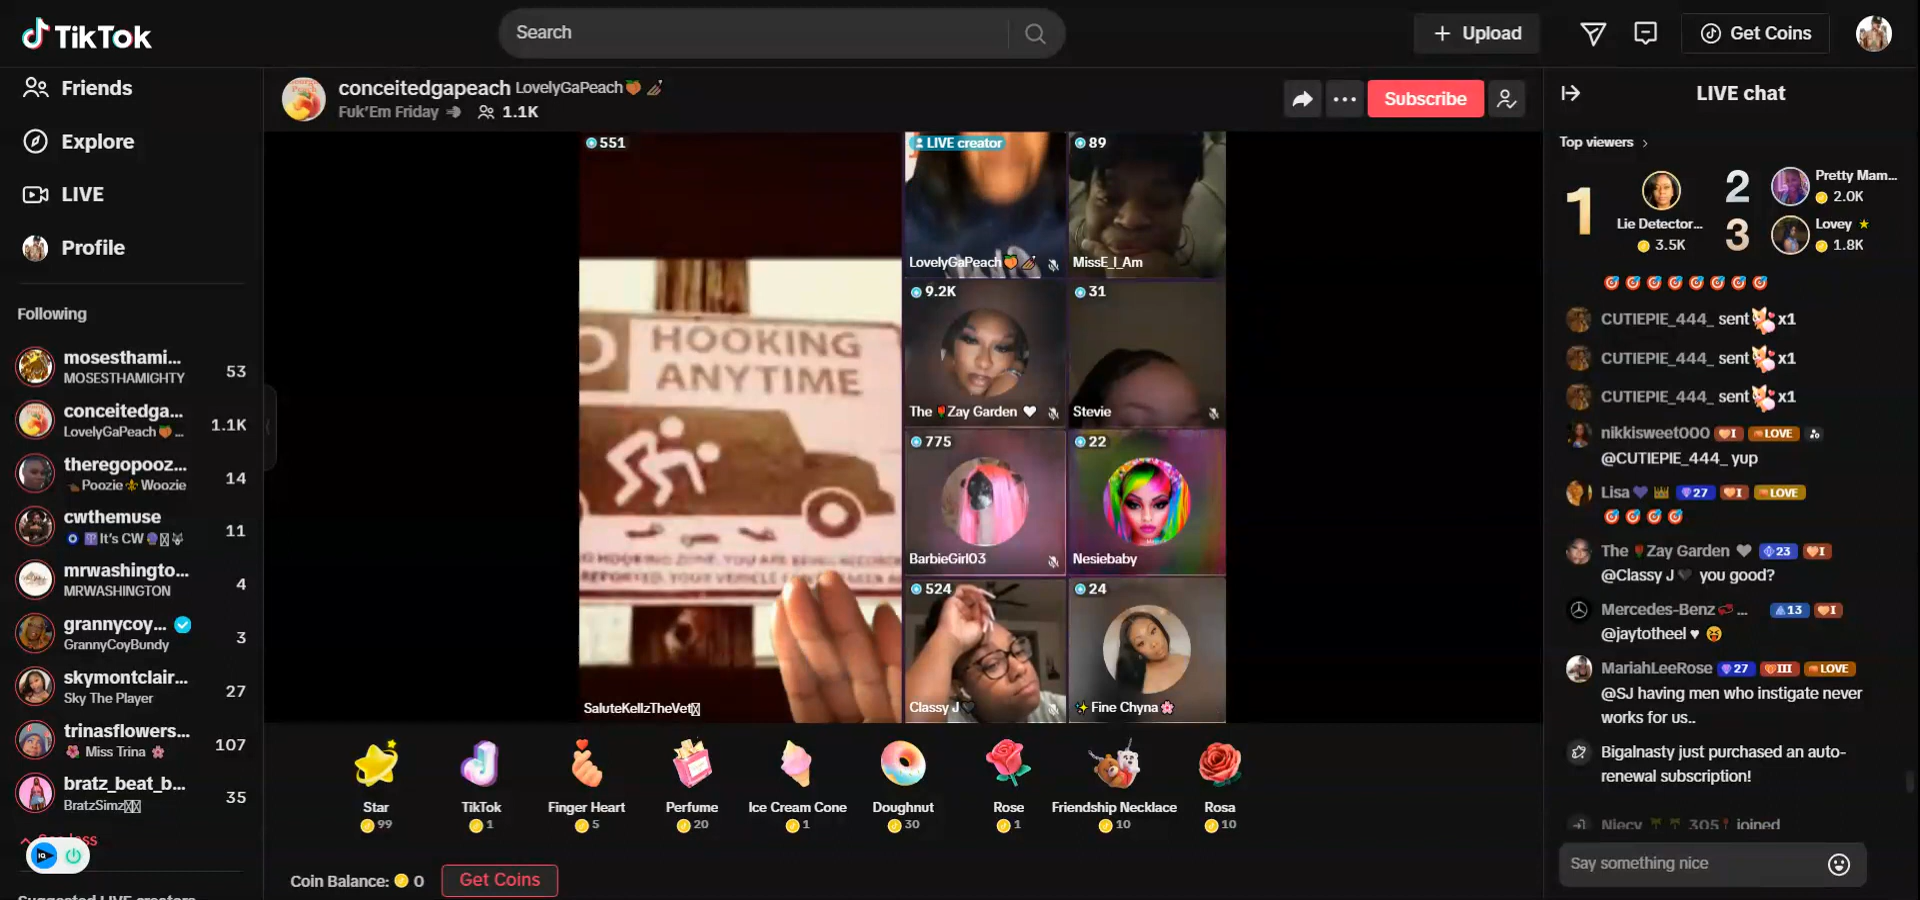 TikTok
Search
Upload
Get Coins
Friends
Explore
LIVE
Profile
Following
mosesthami...
MOSESTHAMIGHTY
53
conceitedga...
LovelyGaPeach🍑...
1.1K
theregopooz...
Poozie⚜Woozie
14
cwthemuse
It's CW
11
mrwashingto...
MRWASHINGTON
4
grannycoy...
GrannyCoyBundy
3
skymontclair...
Sky The Player
27
trinasflowers...
🌸 Miss Trina 🌸
107
bratz_beat_b...
BratzSimz
35
See less
conceitedgapeach LovelyGaPeach🍑💅🏾
Fuk'Em Friday 1.1K
Subscribe
551
HOOKING
ANYTIME
SaluteKellzTheVet
LIVE creator
LovelyGaPeach🍑💅🏾
89
MissE_I_Am
9.2K
The 🌹Zay Garden 🤍
31
Stevie
775
BarbieGirl03
22
Nesiebaby
524
Classy J🖤
24
✨Fine Chyna🌸
Star
99
TikTok
1
Finger Heart
5
Perfume
20
Ice Cream Cone
1
Doughnut
30
Rose
1
Friendship Necklace
10
Rosa
10
Coin Balance: 0
Get Coins
LIVE chat
Top viewers
1
Lie Detector...
3.5K
2
Pretty Mam...
2.0K
3
Lovey ⭐
1.8K
🎯🎯🎯🎯🎯🎯🎯🎯
CUTIEPIE_444_ sent x1
CUTIEPIE_444_ sent x1
CUTIEPIE_444_ sent x1
nikkisweet000 I LOVE
@CUTIEPIE_444_ yup
Lisa💜👑 27 I LOVE
🎯🎯🎯🎯
The 🌹Zay Garden 🤍 23 I
@Classy J🖤 you good?
Mercedes-Benz... 13 I
@jaytotheel ♥ 😝
MariahLeeRose 27 III LOVE
@SJ having men who instigate never
works for us..
Bigalnasty just purchased an auto-
renewal subscription!
Niecy 🌴🌴 305📍 joined
Say something nice